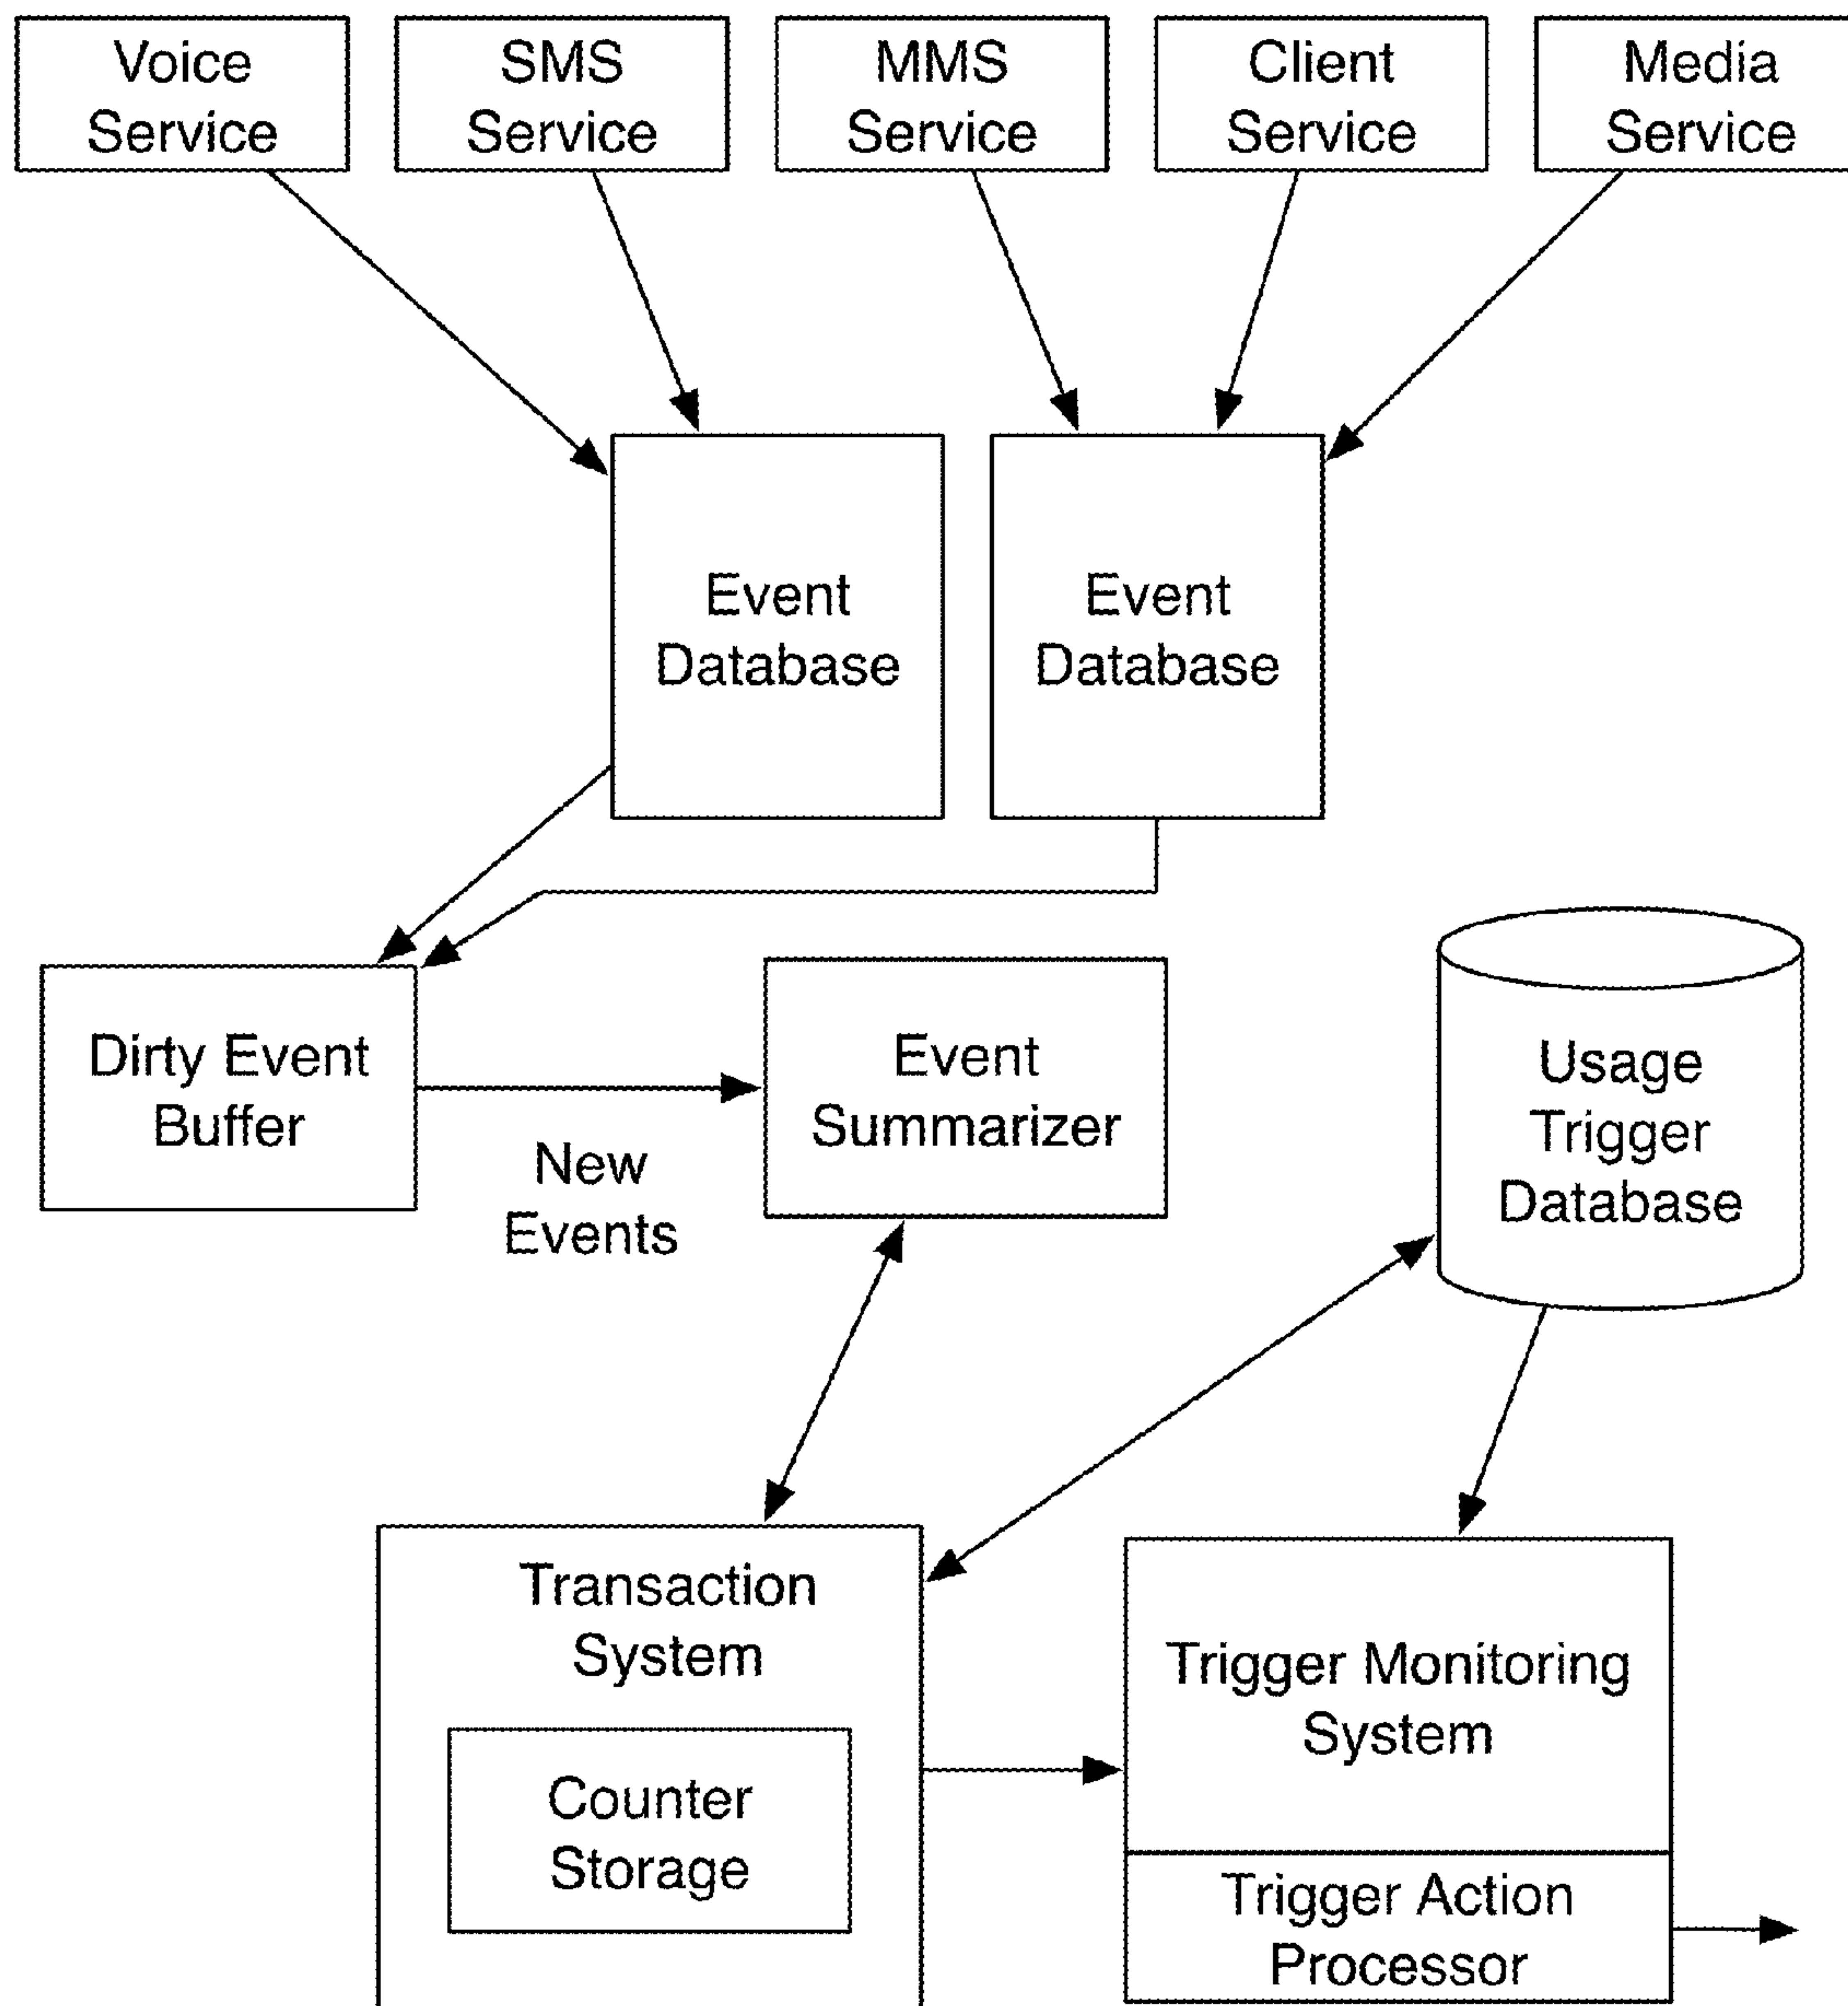 Voice
Service
SMS
Service
MMS
Service
Client
Service
Media
Service
Event
Database
Event
Database
Dirty Event
Buffer
New
Events
Event
Summarizer
Usage
Trigger
Database
Transaction
System
Counter
Storage
Trigger Monitoring
System
Trigger Action
Processor